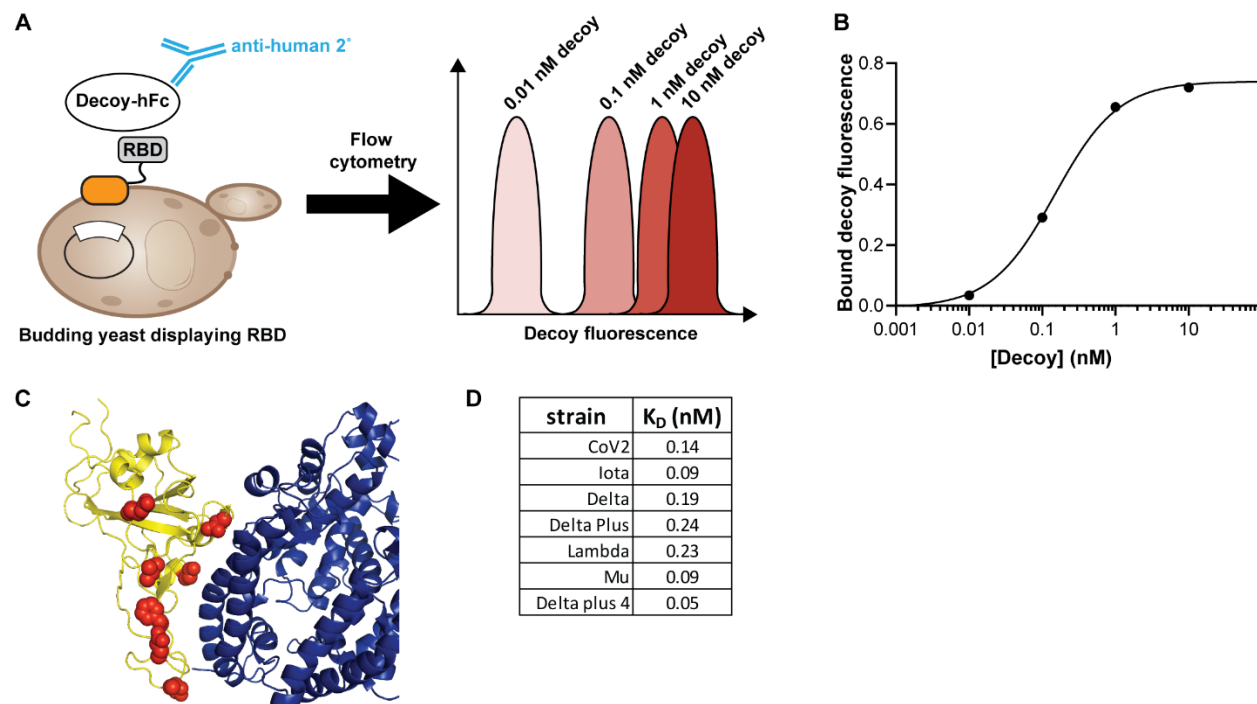 A
anti-human 2°
Decoy-hFc
RBD
Budding yeast displaying RBD
Flow
cytometry
0.01 nM decoy
0.1 nM decoy
1 nM decoy
10 nM decoy
Decoy fluorescence
B
Bound decoy fluorescence
0.8
0.6
0.4
0.2
0.0
0.001 0.01 0.1 1 10
[Decoy] (nM)
C
D
strain K_D (nM)
CoV2 0.14
Iota 0.09
Delta 0.19
Delta Plus 0.24
Lambda 0.23
Mu 0.09
Delta plus 4 0.05